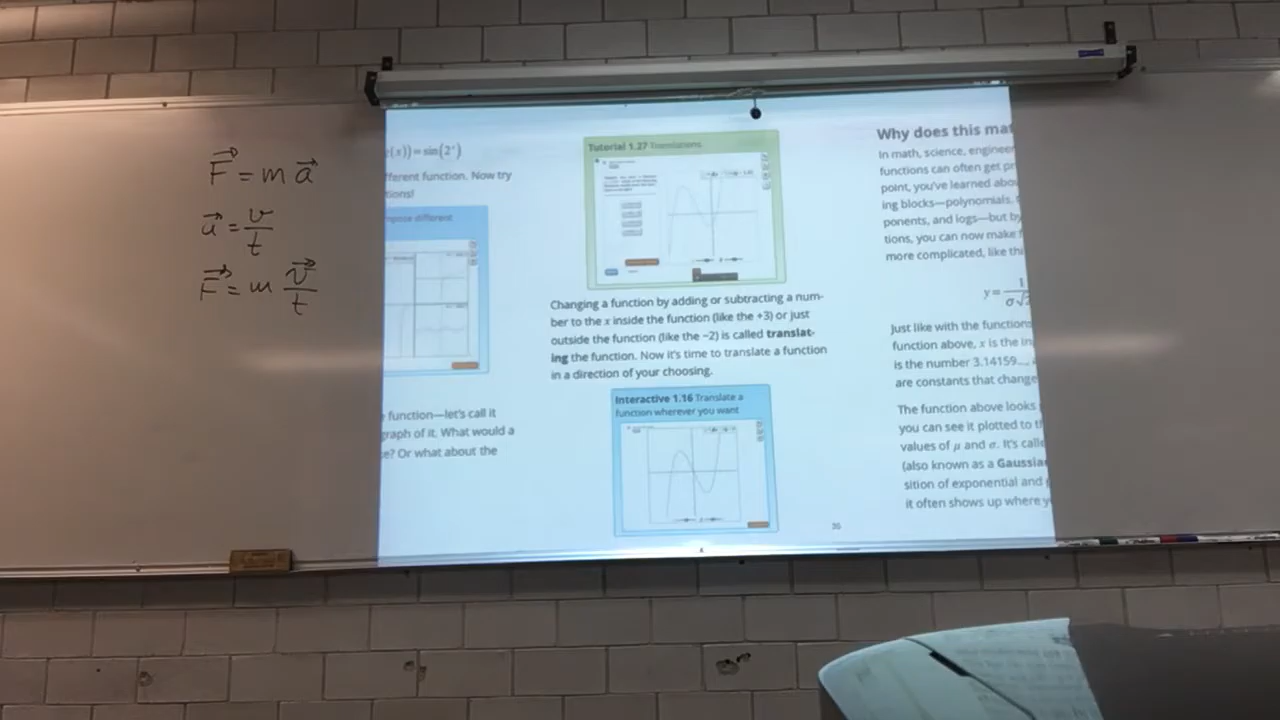 F⃗ = m a⃗
a⃗ = v/t
F⃗ = m v⃗/t
(x)) = sin(2ˣ)
fferent function. Now try
tions!
mpose different
function—let's call it
graph of it. What would a
e? Or what about the
Tutorial 1.27 Translations
Changing a function by adding or subtracting a num-
ber to the x inside the function (like the +3) or just
outside the function (like the −2) is called translat-
ing the function. Now it's time to translate a function
in a direction of your choosing.
Interactive 1.16 Translate a
function wherever you want
35
Why does this mat
In math, science, engineer
functions can often get pr
point, you've learned abou
ing blocks—polynomials,
ponents, and logs—but by
tions, you can now make f
more complicated, like thi
y = 1/σ√2
Just like with the functions
function above, x is the in
is the number 3.14159...,
are constants that change
The function above looks
you can see it plotted to th
values of μ and σ. It's calle
(also known as a Gaussia
sition of exponential and
it often shows up where y